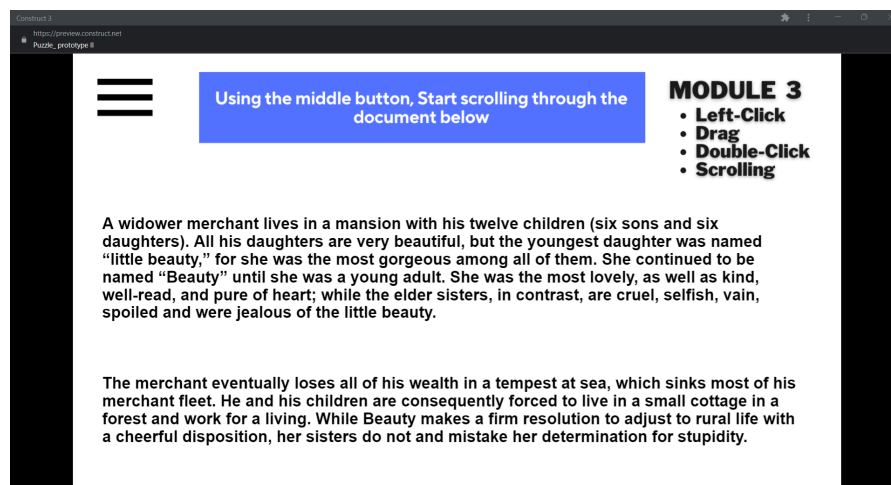 Construct 3
https://preview.construct.net
Puzzle_ prototype II
Using the middle button, Start scrolling through the
document below
MODULE 3
• Left-Click
• Drag
• Double-Click
• Scrolling
A widower merchant lives in a mansion with his twelve children (six sons and six
daughters). All his daughters are very beautiful, but the youngest daughter was named
“little beauty,” for she was the most gorgeous among all of them. She continued to be
named “Beauty” until she was a young adult. She was the most lovely, as well as kind,
well-read, and pure of heart; while the elder sisters, in contrast, are cruel, selfish, vain,
spoiled and were jealous of the little beauty.
The merchant eventually loses all of his wealth in a tempest at sea, which sinks most of his
merchant fleet. He and his children are consequently forced to live in a small cottage in a
forest and work for a living. While Beauty makes a firm resolution to adjust to rural life with
a cheerful disposition, her sisters do not and mistake her determination for stupidity.